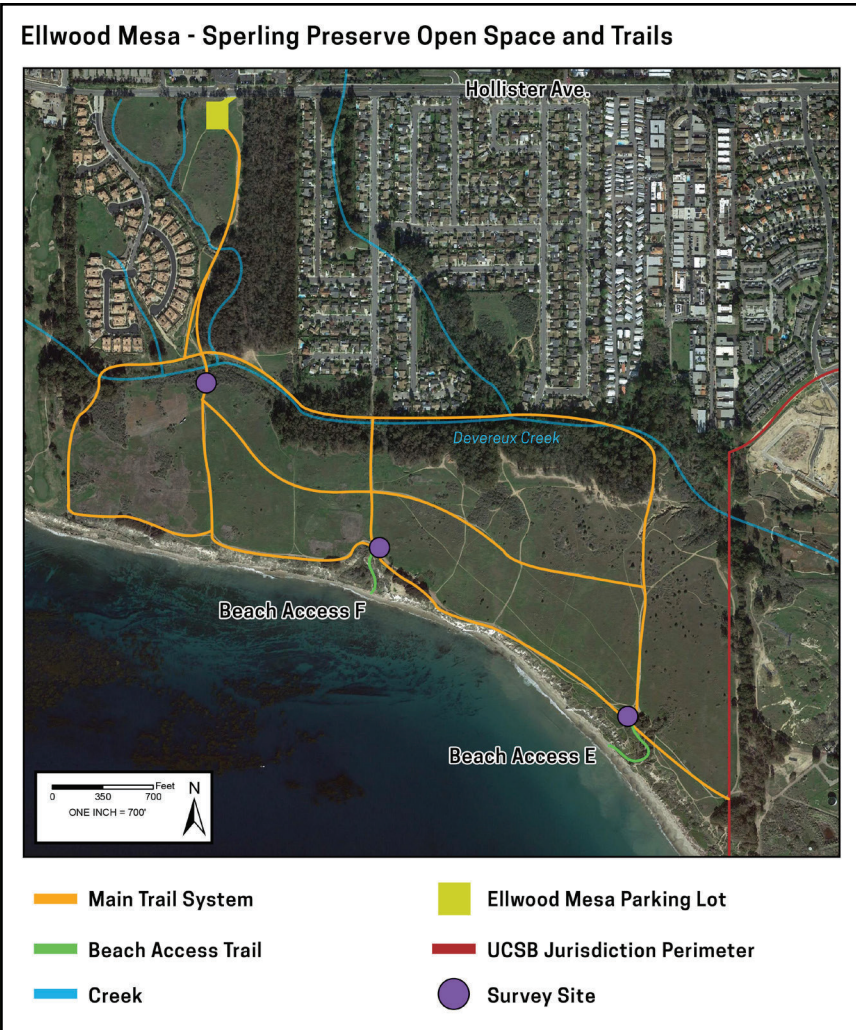 Ellwood Mesa - Sperling Preserve Open Space and Trails
Hollister Ave.
Devereux Creek
Beach Access F
Beach Access E
Feet
0 350 700
ONE INCH = 700'
N
Main Trail System
Ellwood Mesa Parking Lot
Beach Access Trail
UCSB Jurisdiction Perimeter
Creek
Survey Site